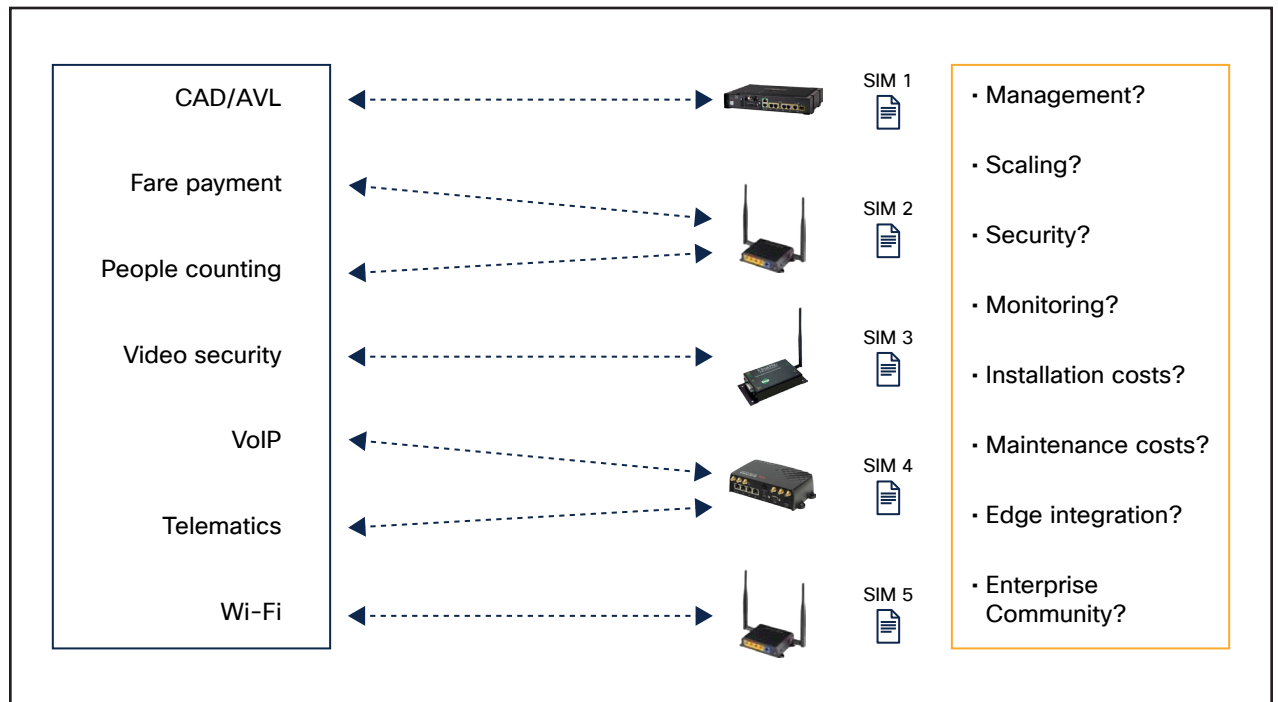 CAD/AVL
Fare payment
People counting
Video security
VoIP
Telematics
Wi-Fi
SIM 1
SIM 2
SIM 3
SIM 4
SIM 5
· Management?
· Scaling?
· Security?
· Monitoring?
· Installation costs?
· Maintenance costs?
· Edge integration?
· Enterprise
Community?